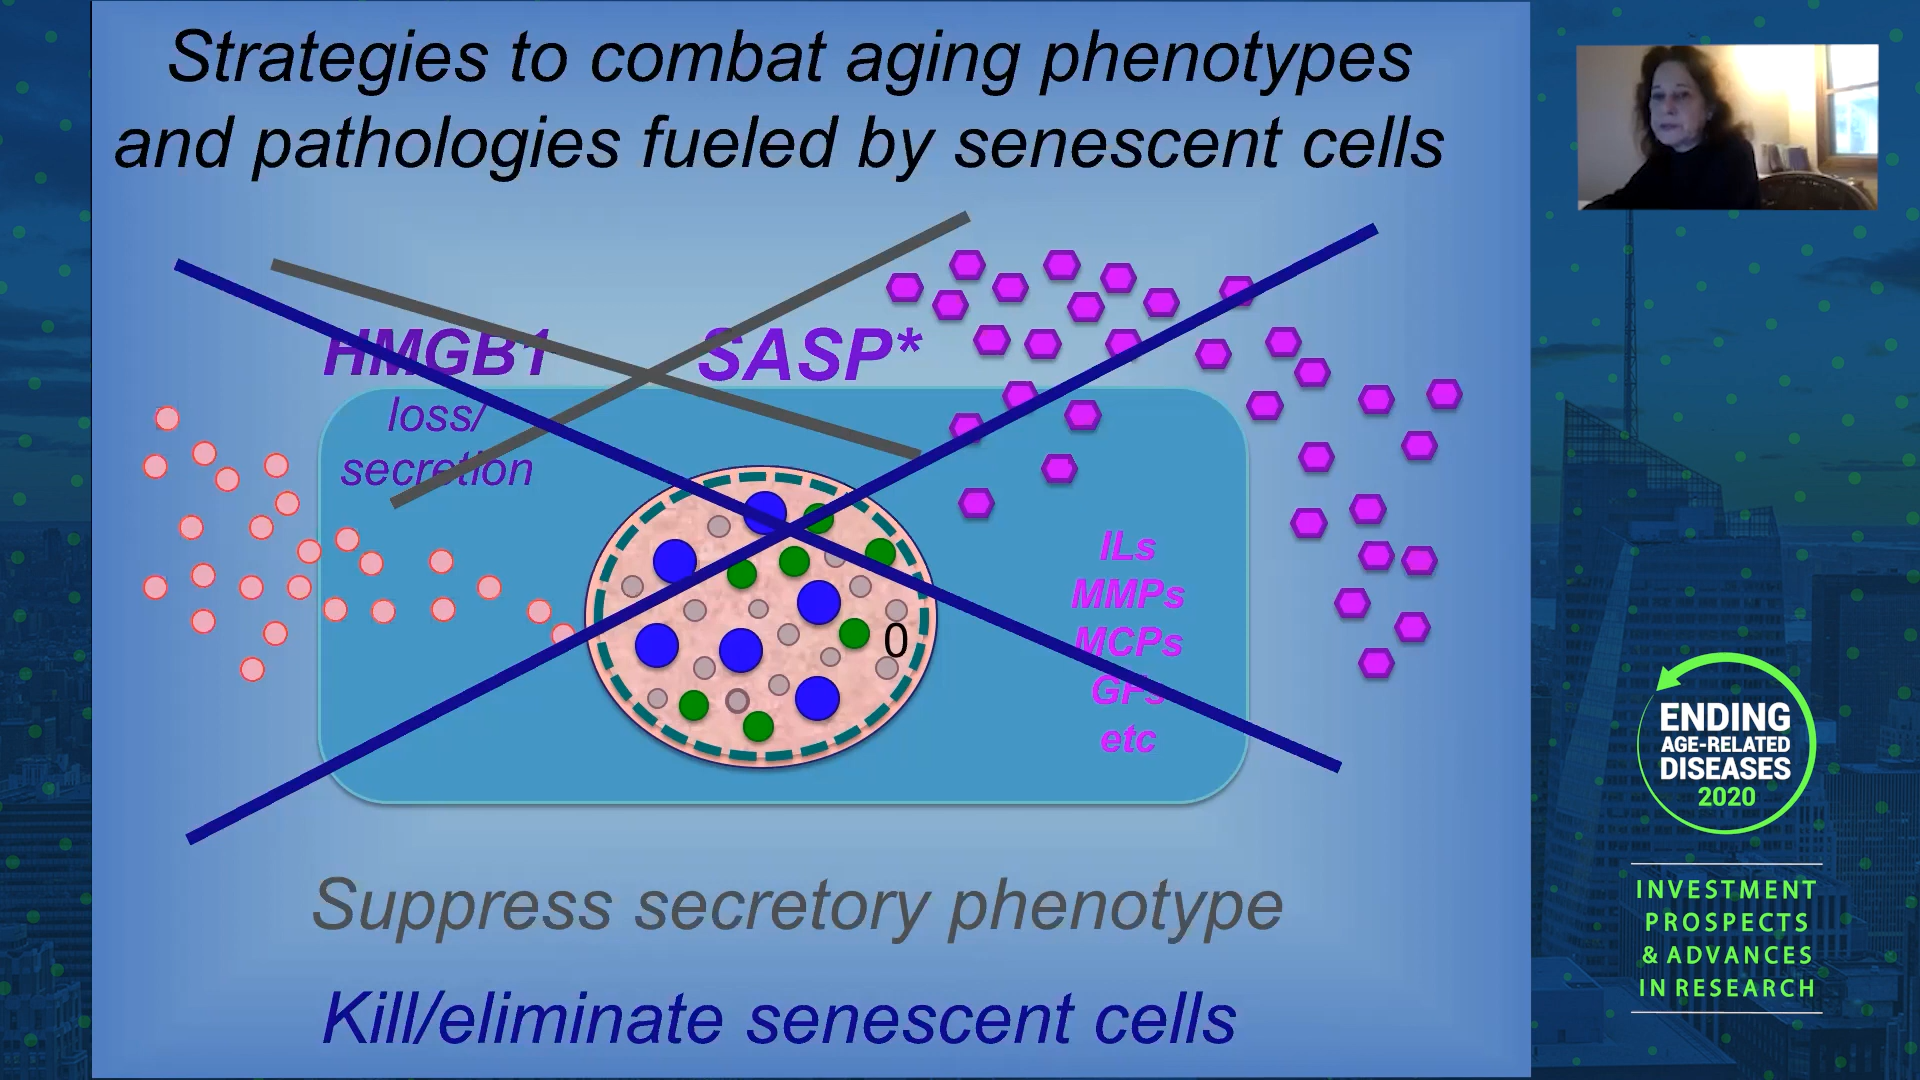 Strategies to combat aging phenotypes
and pathologies fueled by senescent cells
HMGB1
loss/
secretion
SASP*
ILs
MMPs
MCPs
GFs
etc
0
Suppress secretory phenotype
Kill/eliminate senescent cells
ENDING
AGE-RELATED
DISEASES
2020
INVESTMENT
PROSPECTS
& ADVANCES
IN RESEARCH